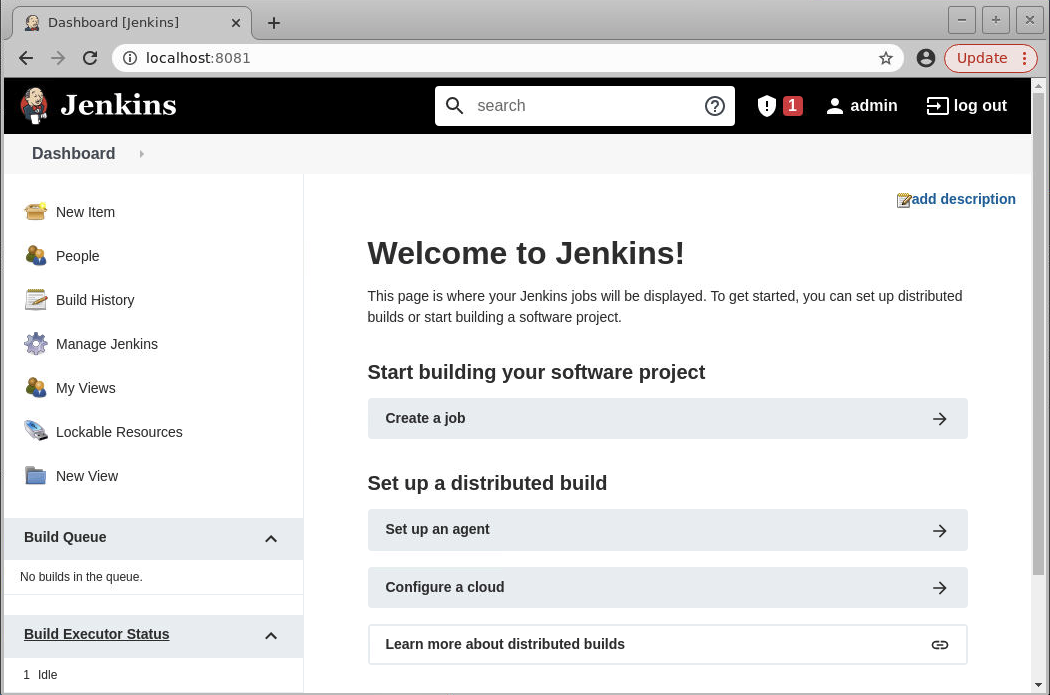 Dashboard [Jenkins]
localhost:8081
Update
Jenkins
search
1
admin
log out
Dashboard
New Item
People
Build History
Manage Jenkins
My Views
Lockable Resources
New View
Build Queue
No builds in the queue.
Build Executor Status
1 Idle
add description
Welcome to Jenkins!
This page is where your Jenkins jobs will be displayed. To get started, you can set up distributed
builds or start building a software project.
Start building your software project
Create a job
Set up a distributed build
Set up an agent
Configure a cloud
Learn more about distributed builds